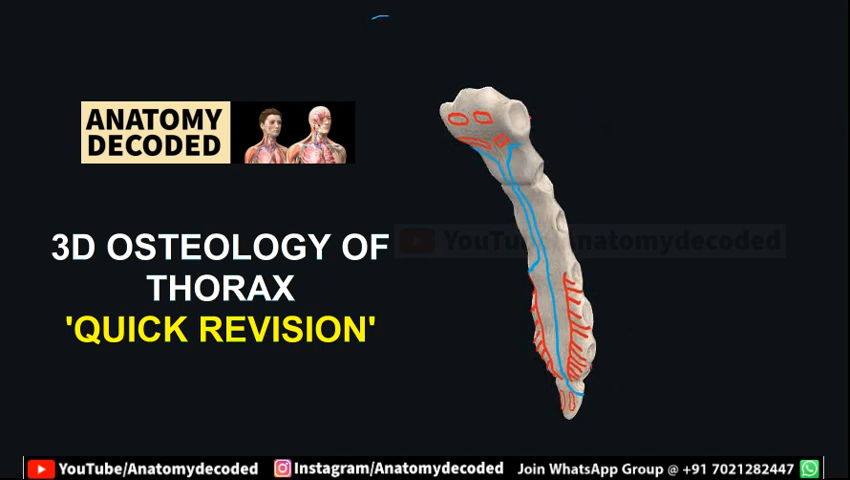 ANATOMY
DECODED
3D OSTEOLOGY OF
THORAX
'QUICK REVISION'
YouTube/Anatomydecoded
YouTube/Anatomydecoded
Instagram/Anatomydecoded
Join WhatsApp Group @ +91 7021282447